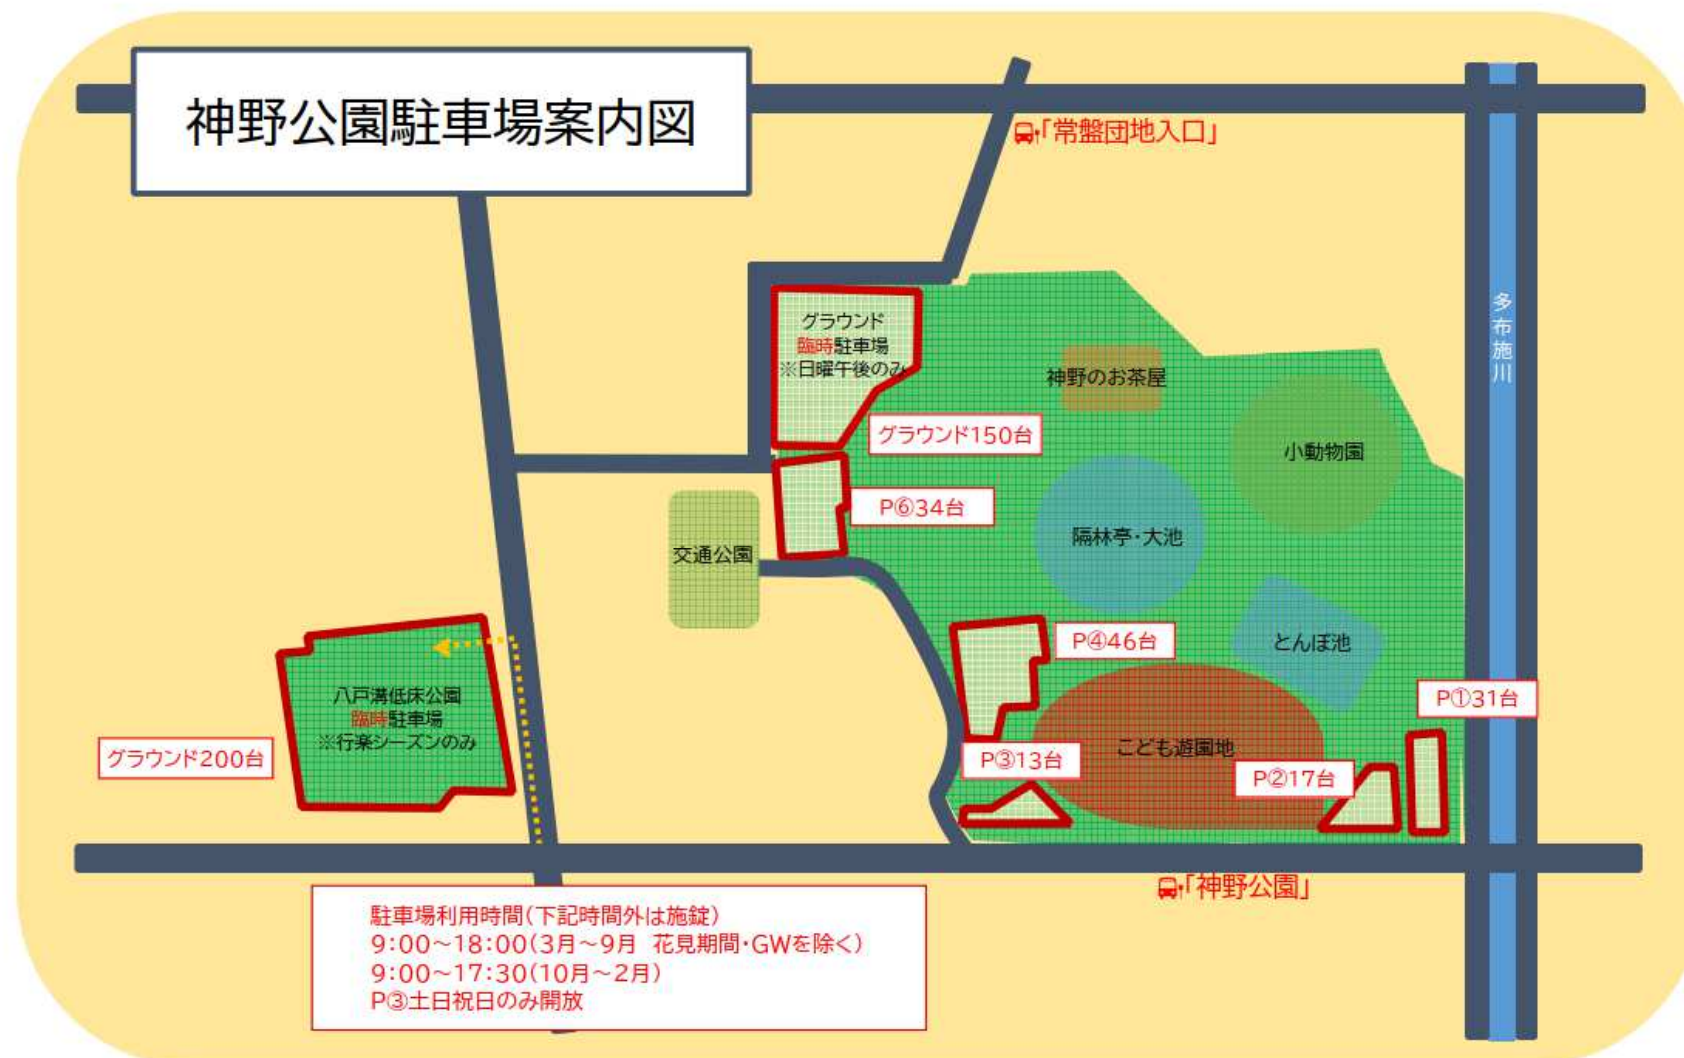 神野公園駐車場案内図
「常盤団地入口」
多布施川
グラウンド
臨時駐車場
※日曜午後のみ
神野のお茶屋
グラウンド150台
小動物園
P⑥34台
隔林亭・大池
交通公園
P④46台
とんぼ池
八戸溝低床公園
臨時駐車場
※行楽シーズンのみ
グラウンド200台
P①31台
P③13台
こども遊園地
P②17台
「神野公園」
駐車場利用時間(下記時間外は施錠)
9:00～18:00(3月～9月 花見期間・GWを除く)
9:00～17:30(10月～2月)
P③土日祝日のみ開放